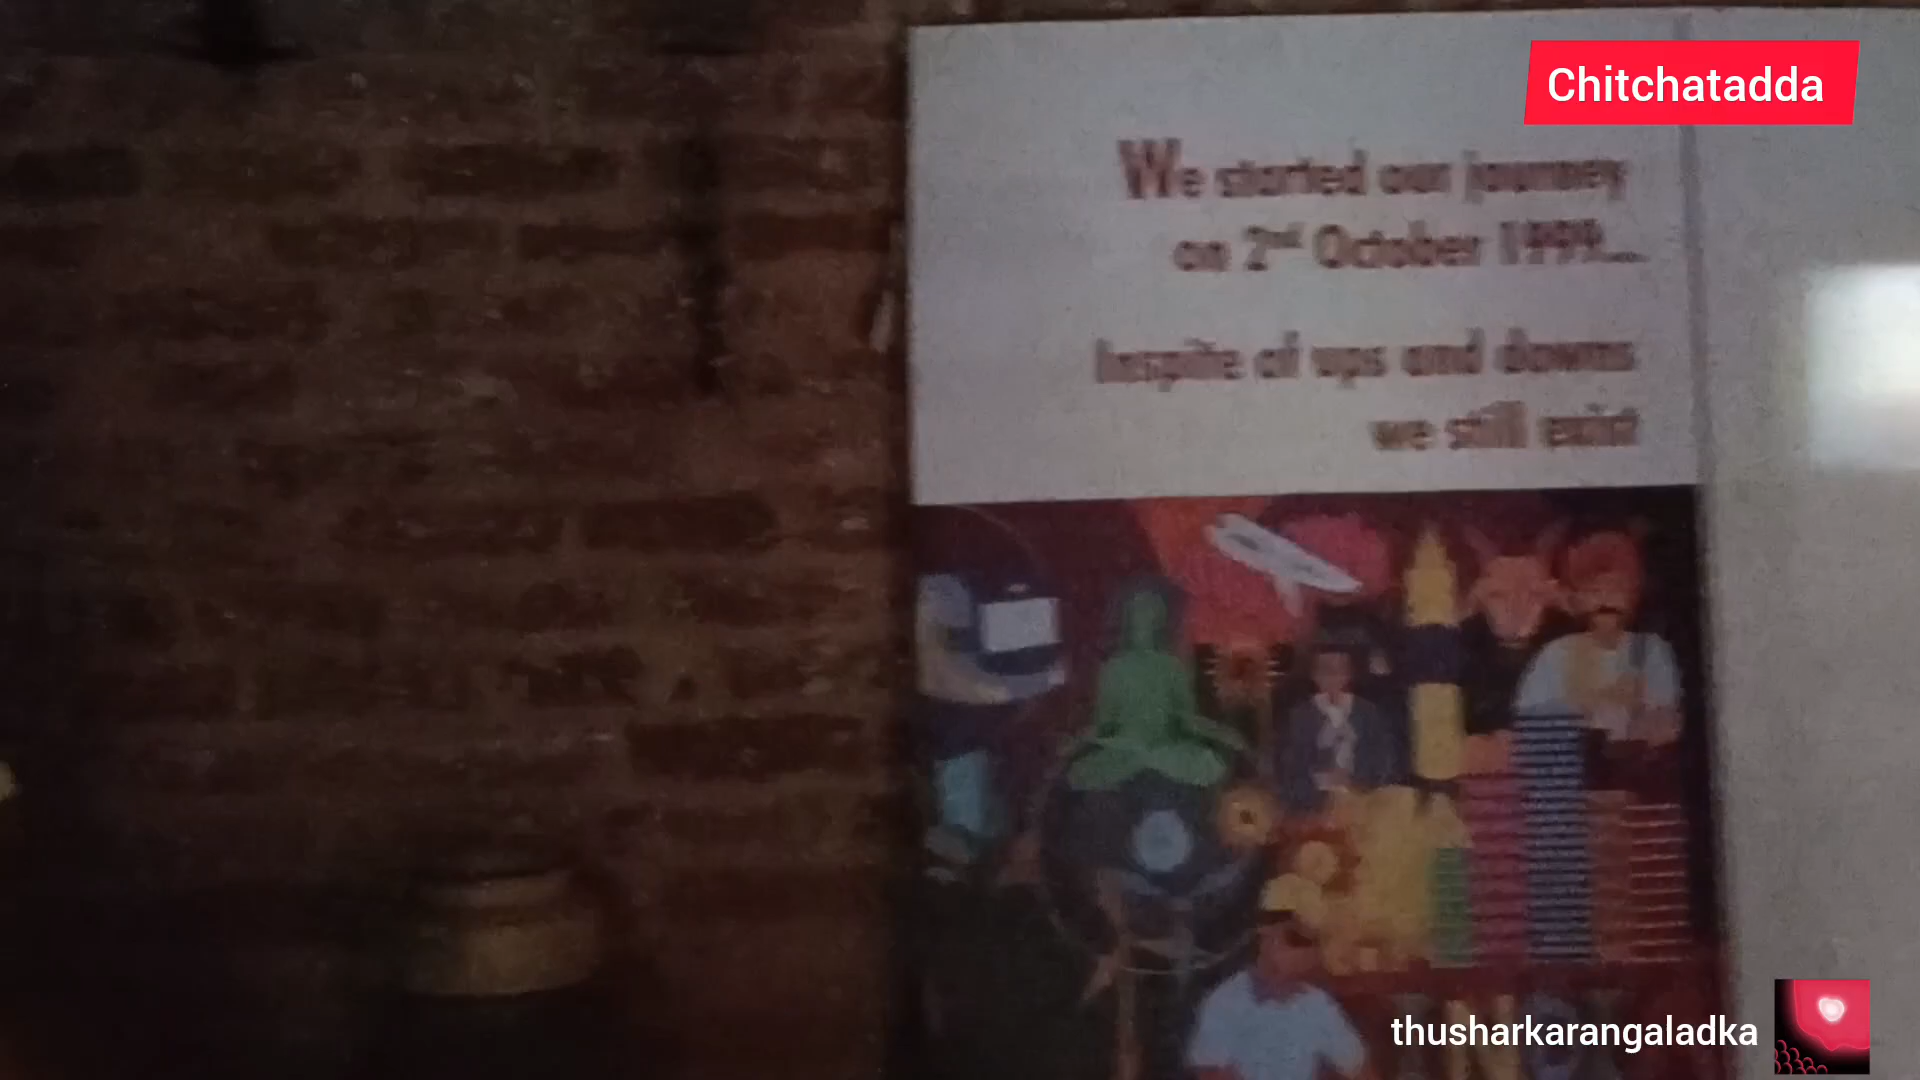 Chitchatadda
We started our journey
on 2nd October 1999...
Inspite of ups and downs
we still exist
thusharkarangaladka